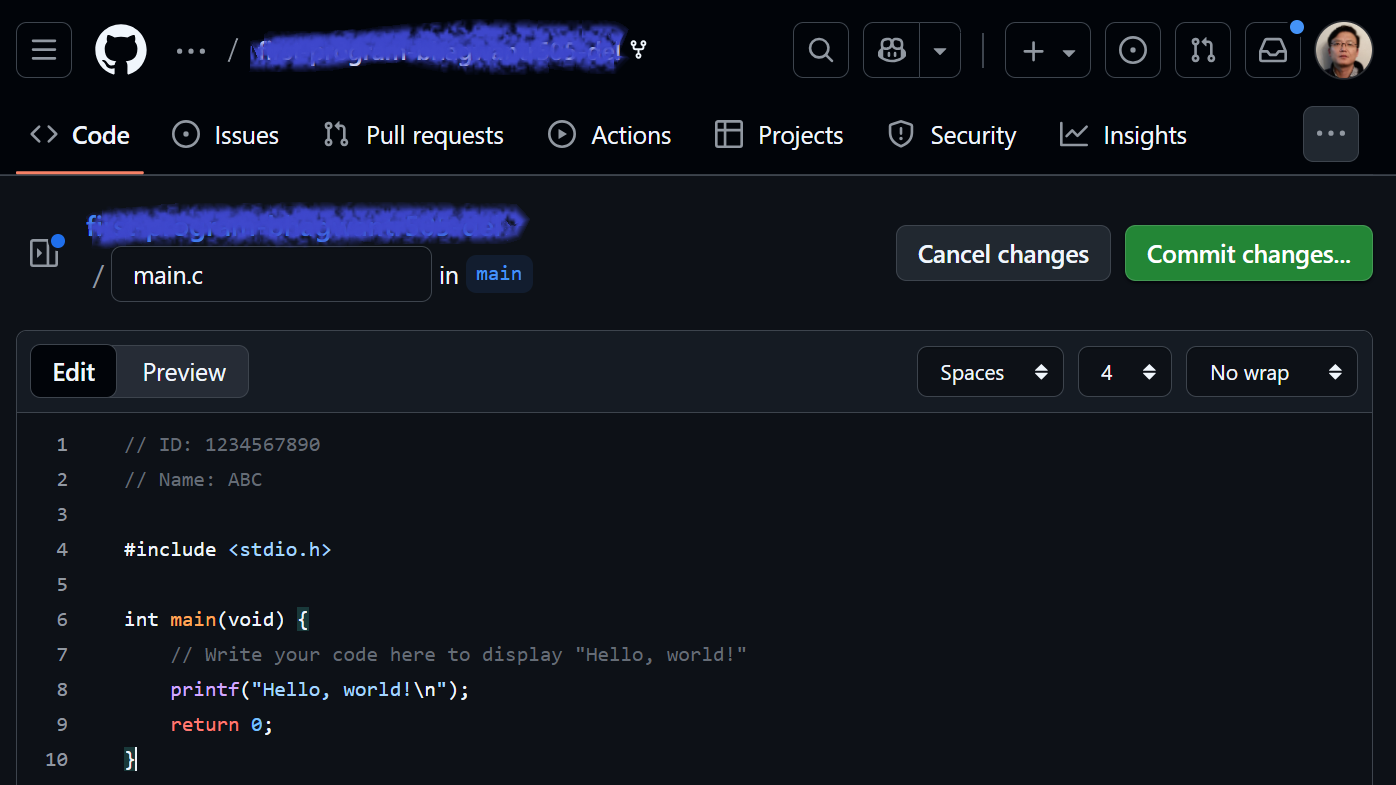 /
Code Issues Pull requests Actions Projects Security Insights
/ main.c in main
Cancel changes Commit changes...
Edit Preview Spaces 4 No wrap
1 // ID: 1234567890
2 // Name: ABC
3
4 #include <stdio.h>
5
6 int main(void) {
7 // Write your code here to display "Hello, world!"
8 printf("Hello, world!\n");
9 return 0;
10 }